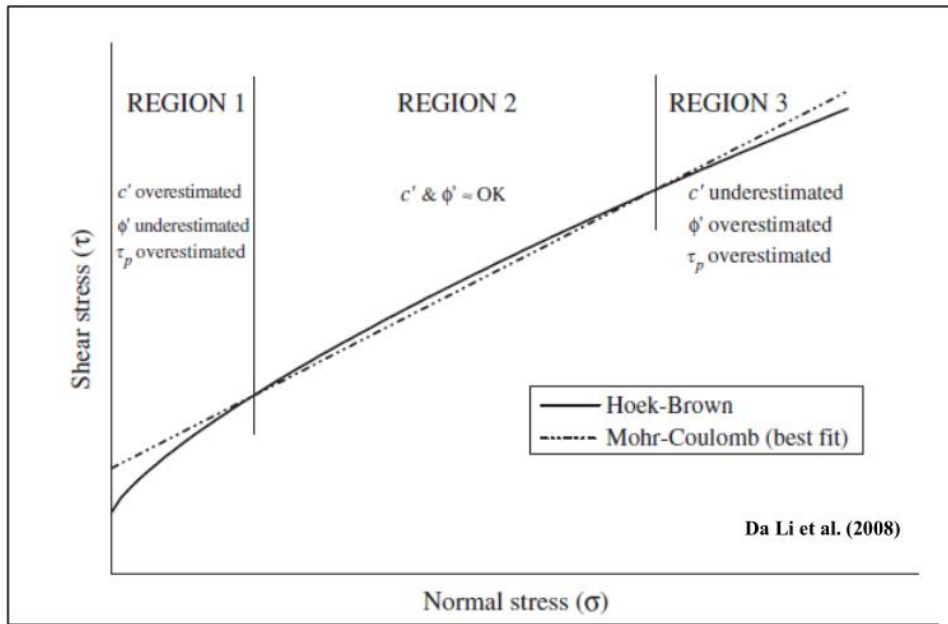 REGION 1
REGION 2
REGION 3
c' overestimated
ϕ' underestimated
τp overestimated
c' & ϕ' ≈ OK
c' underestimated
ϕ' overestimated
τp overestimated
Shear stress (τ)
Hoek-Brown
Mohr-Coulomb (best fit)
Da Li et al. (2008)
Normal stress (σ)